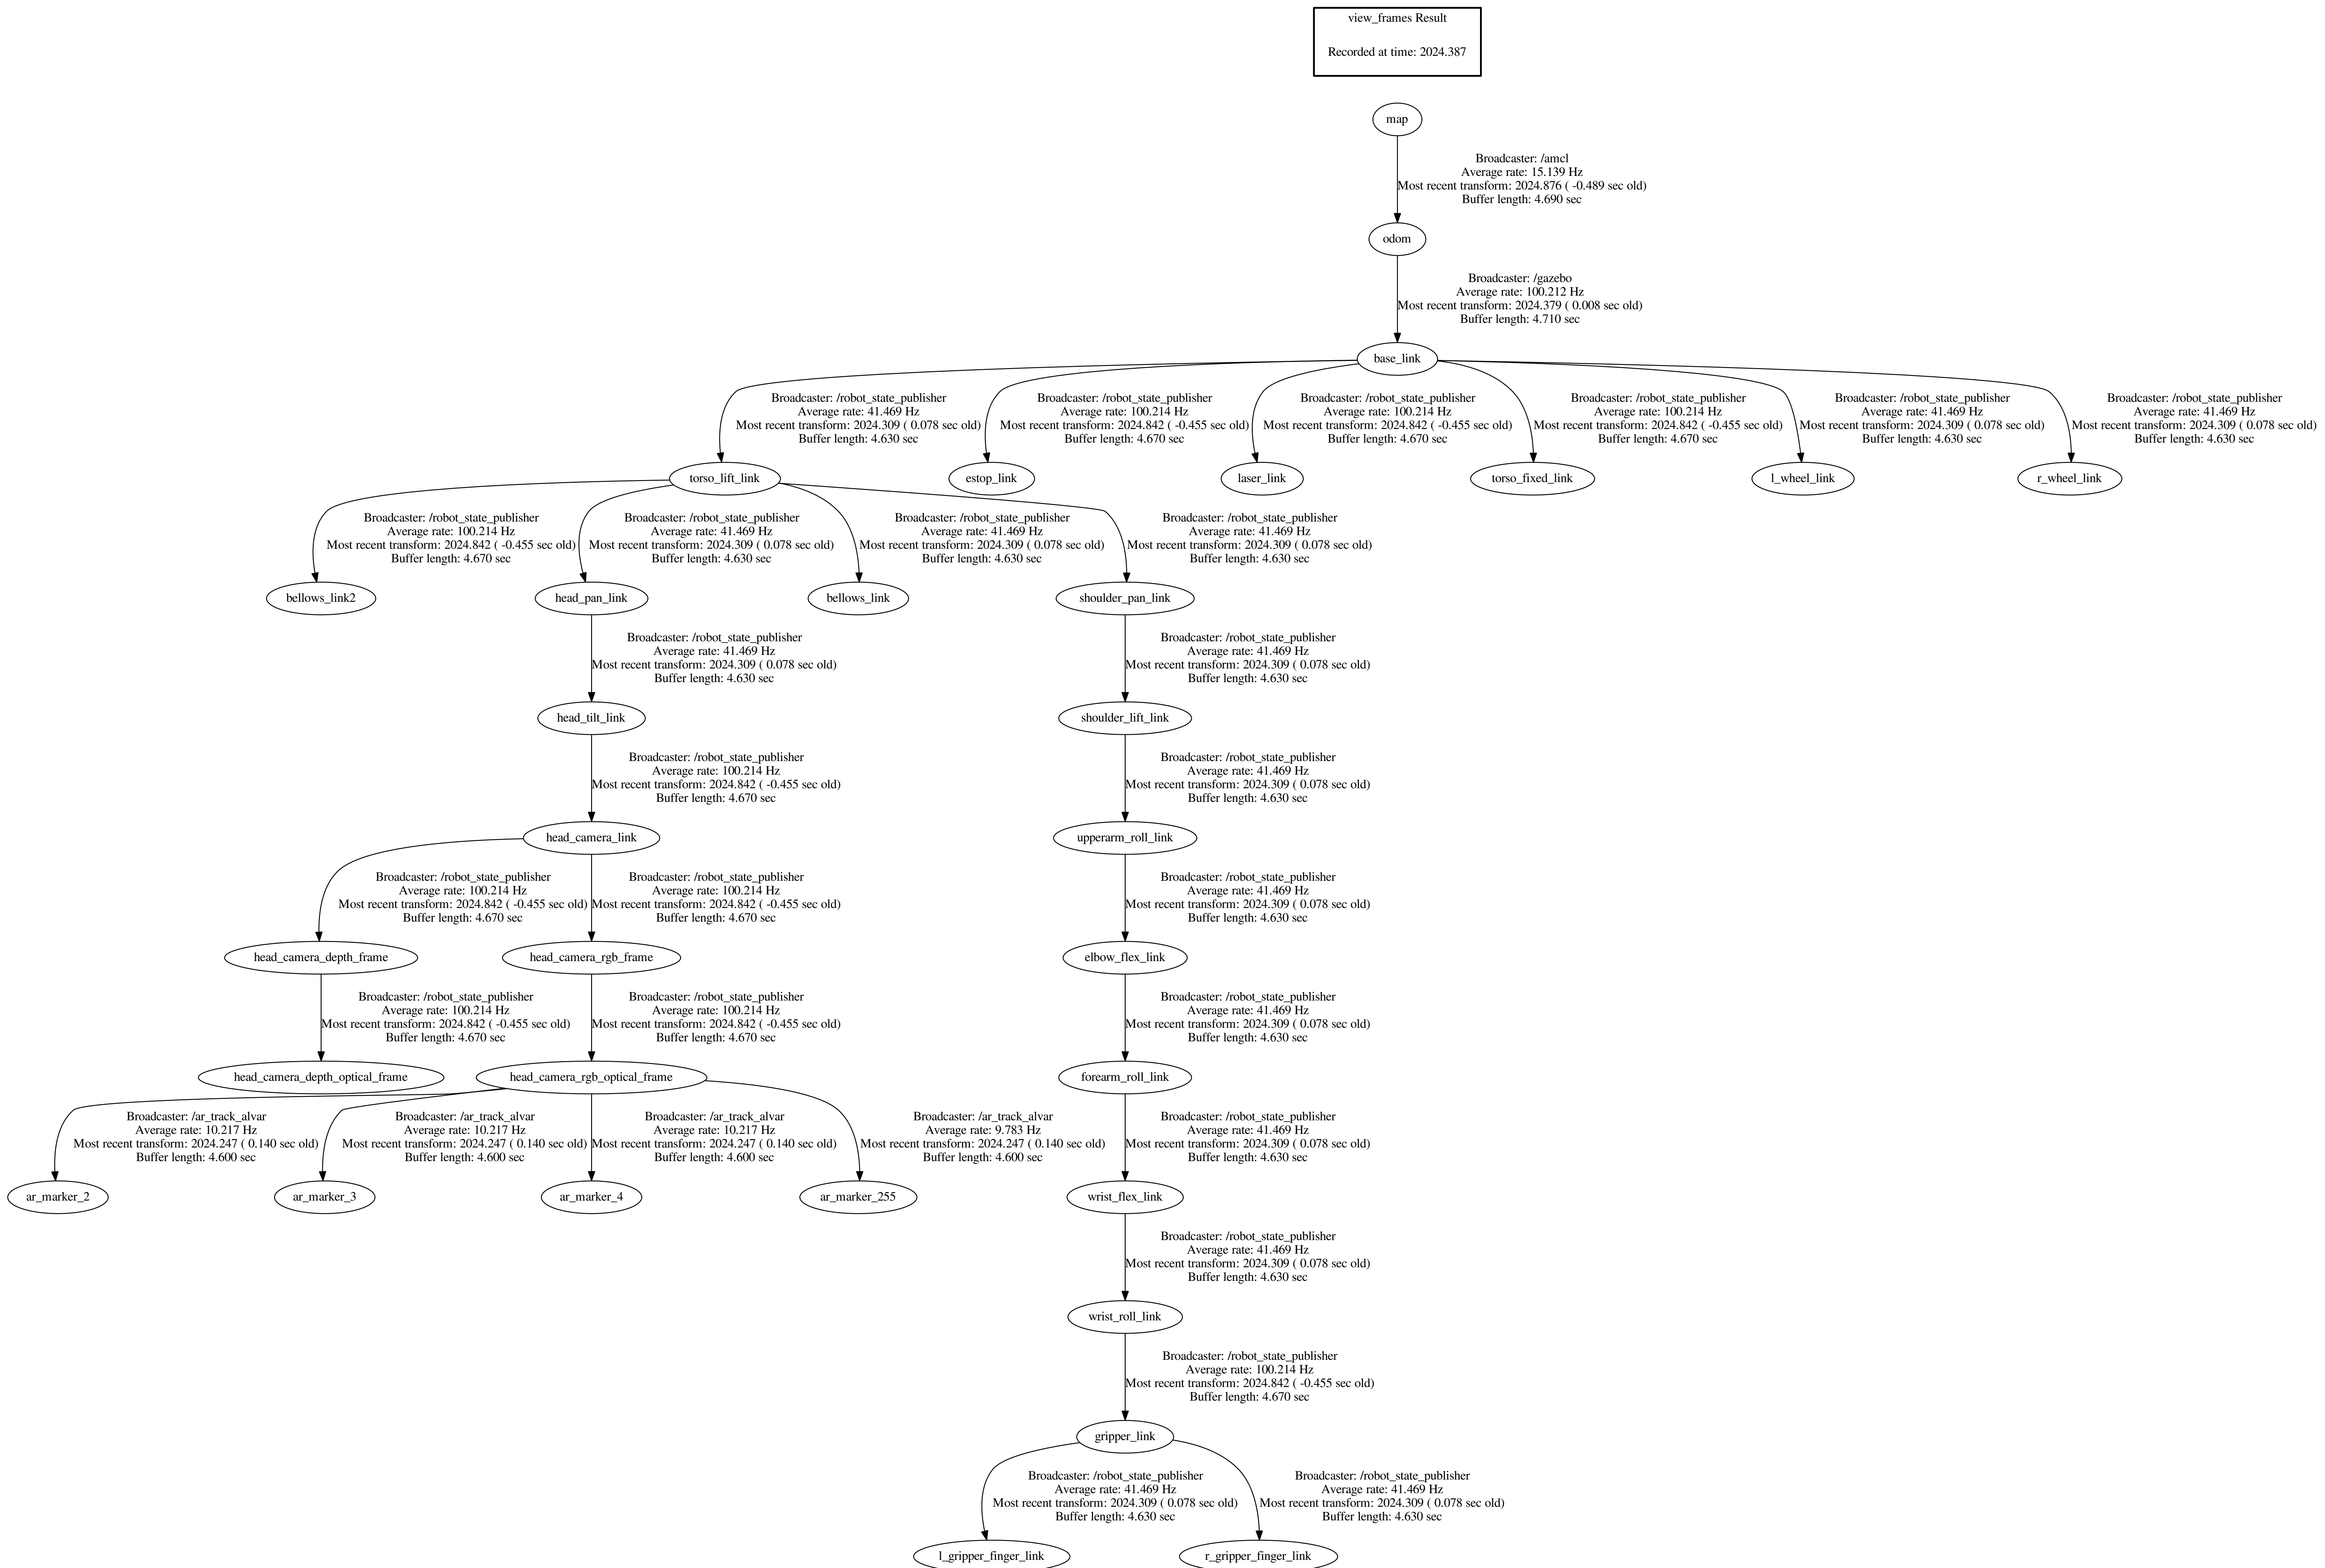 view_frames Result
Recorded at time: 2024.387
map
Broadcaster: /amcl
Average rate: 15.139 Hz
Most recent transform: 2024.876 ( -0.489 sec old)
Buffer length: 4.690 sec
odom
Broadcaster: /gazebo
Average rate: 100.212 Hz
Most recent transform: 2024.379 ( 0.008 sec old)
Buffer length: 4.710 sec
base_link
Broadcaster: /robot_state_publisher
Average rate: 41.469 Hz
Most recent transform: 2024.309 ( 0.078 sec old)
Buffer length: 4.630 sec
Broadcaster: /robot_state_publisher
Average rate: 100.214 Hz
Most recent transform: 2024.842 ( -0.455 sec old)
Buffer length: 4.670 sec
Broadcaster: /robot_state_publisher
Average rate: 100.214 Hz
Most recent transform: 2024.842 ( -0.455 sec old)
Buffer length: 4.670 sec
Broadcaster: /robot_state_publisher
Average rate: 100.214 Hz
Most recent transform: 2024.842 ( -0.455 sec old)
Buffer length: 4.670 sec
Broadcaster: /robot_state_publisher
Average rate: 41.469 Hz
Most recent transform: 2024.309 ( 0.078 sec old)
Buffer length: 4.630 sec
Broadcaster: /robot_state_publisher
Average rate: 41.469 Hz
Most recent transform: 2024.309 ( 0.078 sec old)
Buffer length: 4.630 sec
torso_lift_link
estop_link
laser_link
torso_fixed_link
l_wheel_link
r_wheel_link
Broadcaster: /robot_state_publisher
Average rate: 100.214 Hz
Most recent transform: 2024.842 ( -0.455 sec old)
Buffer length: 4.670 sec
Broadcaster: /robot_state_publisher
Average rate: 41.469 Hz
Most recent transform: 2024.309 ( 0.078 sec old)
Buffer length: 4.630 sec
Broadcaster: /robot_state_publisher
Average rate: 41.469 Hz
Most recent transform: 2024.309 ( 0.078 sec old)
Buffer length: 4.630 sec
Broadcaster: /robot_state_publisher
Average rate: 41.469 Hz
Most recent transform: 2024.309 ( 0.078 sec old)
Buffer length: 4.630 sec
bellows_link2
head_pan_link
bellows_link
shoulder_pan_link
Broadcaster: /robot_state_publisher
Average rate: 41.469 Hz
Most recent transform: 2024.309 ( 0.078 sec old)
Buffer length: 4.630 sec
Broadcaster: /robot_state_publisher
Average rate: 41.469 Hz
Most recent transform: 2024.309 ( 0.078 sec old)
Buffer length: 4.630 sec
head_tilt_link
shoulder_lift_link
Broadcaster: /robot_state_publisher
Average rate: 100.214 Hz
Most recent transform: 2024.842 ( -0.455 sec old)
Buffer length: 4.670 sec
Broadcaster: /robot_state_publisher
Average rate: 41.469 Hz
Most recent transform: 2024.309 ( 0.078 sec old)
Buffer length: 4.630 sec
head_camera_link
upperarm_roll_link
Broadcaster: /robot_state_publisher
Average rate: 100.214 Hz
Most recent transform: 2024.842 ( -0.455 sec old)
Buffer length: 4.670 sec
Broadcaster: /robot_state_publisher
Average rate: 100.214 Hz
Most recent transform: 2024.842 ( -0.455 sec old)
Buffer length: 4.670 sec
Broadcaster: /robot_state_publisher
Average rate: 41.469 Hz
Most recent transform: 2024.309 ( 0.078 sec old)
Buffer length: 4.630 sec
head_camera_depth_frame
head_camera_rgb_frame
elbow_flex_link
Broadcaster: /robot_state_publisher
Average rate: 100.214 Hz
Most recent transform: 2024.842 ( -0.455 sec old)
Buffer length: 4.670 sec
Broadcaster: /robot_state_publisher
Average rate: 100.214 Hz
Most recent transform: 2024.842 ( -0.455 sec old)
Buffer length: 4.670 sec
Broadcaster: /robot_state_publisher
Average rate: 41.469 Hz
Most recent transform: 2024.309 ( 0.078 sec old)
Buffer length: 4.630 sec
head_camera_depth_optical_frame
head_camera_rgb_optical_frame
forearm_roll_link
Broadcaster: /ar_track_alvar
Average rate: 10.217 Hz
Most recent transform: 2024.247 ( 0.140 sec old)
Buffer length: 4.600 sec
Broadcaster: /ar_track_alvar
Average rate: 10.217 Hz
Most recent transform: 2024.247 ( 0.140 sec old)
Buffer length: 4.600 sec
Broadcaster: /ar_track_alvar
Average rate: 10.217 Hz
Most recent transform: 2024.247 ( 0.140 sec old)
Buffer length: 4.600 sec
Broadcaster: /ar_track_alvar
Average rate: 9.783 Hz
Most recent transform: 2024.247 ( 0.140 sec old)
Buffer length: 4.600 sec
Broadcaster: /robot_state_publisher
Average rate: 41.469 Hz
Most recent transform: 2024.309 ( 0.078 sec old)
Buffer length: 4.630 sec
ar_marker_2
ar_marker_3
ar_marker_4
ar_marker_255
wrist_flex_link
Broadcaster: /robot_state_publisher
Average rate: 41.469 Hz
Most recent transform: 2024.309 ( 0.078 sec old)
Buffer length: 4.630 sec
wrist_roll_link
Broadcaster: /robot_state_publisher
Average rate: 100.214 Hz
Most recent transform: 2024.842 ( -0.455 sec old)
Buffer length: 4.670 sec
gripper_link
Broadcaster: /robot_state_publisher
Average rate: 41.469 Hz
Most recent transform: 2024.309 ( 0.078 sec old)
Buffer length: 4.630 sec
Broadcaster: /robot_state_publisher
Average rate: 41.469 Hz
Most recent transform: 2024.309 ( 0.078 sec old)
Buffer length: 4.630 sec
l_gripper_finger_link
r_gripper_finger_link